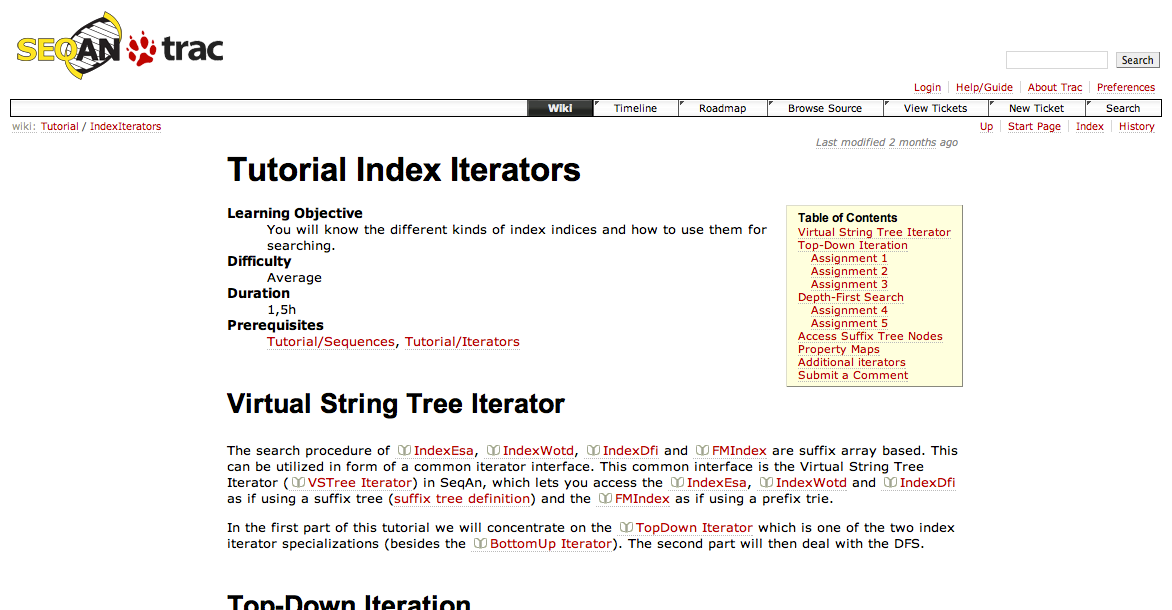 SEQAN trac
Search
Login Help/Guide About Trac Preferences
Wiki Timeline Roadmap Browse Source View Tickets New Ticket Search
wiki: Tutorial / IndexIterators
Up Start Page Index History
Last modified 2 months ago
Tutorial Index Iterators
Learning Objective
You will know the different kinds of index indices and how to use them for
searching.
Difficulty
Average
Duration
1,5h
Prerequisites
Tutorial/Sequences, Tutorial/Iterators
Table of Contents
Virtual String Tree Iterator
Top-Down Iteration
Assignment 1
Assignment 2
Assignment 3
Depth-First Search
Assignment 4
Assignment 5
Access Suffix Tree Nodes
Property Maps
Additional iterators
Submit a Comment
Virtual String Tree Iterator
The search procedure of IndexEsa, IndexWotd, IndexDfi and FMIndex are suffix array based. This
can be utilized in form of a common iterator interface. This common interface is the Virtual String Tree
Iterator (VSTree Iterator) in SeqAn, which lets you access the IndexEsa, IndexWotd and IndexDfi
as if using a suffix tree (suffix tree definition) and the FMIndex as if using a prefix trie.
In the first part of this tutorial we will concentrate on the TopDown Iterator which is one of the two index
iterator specializations (besides the BottomUp Iterator). The second part will then deal with the DFS.
Top-Down Iteration